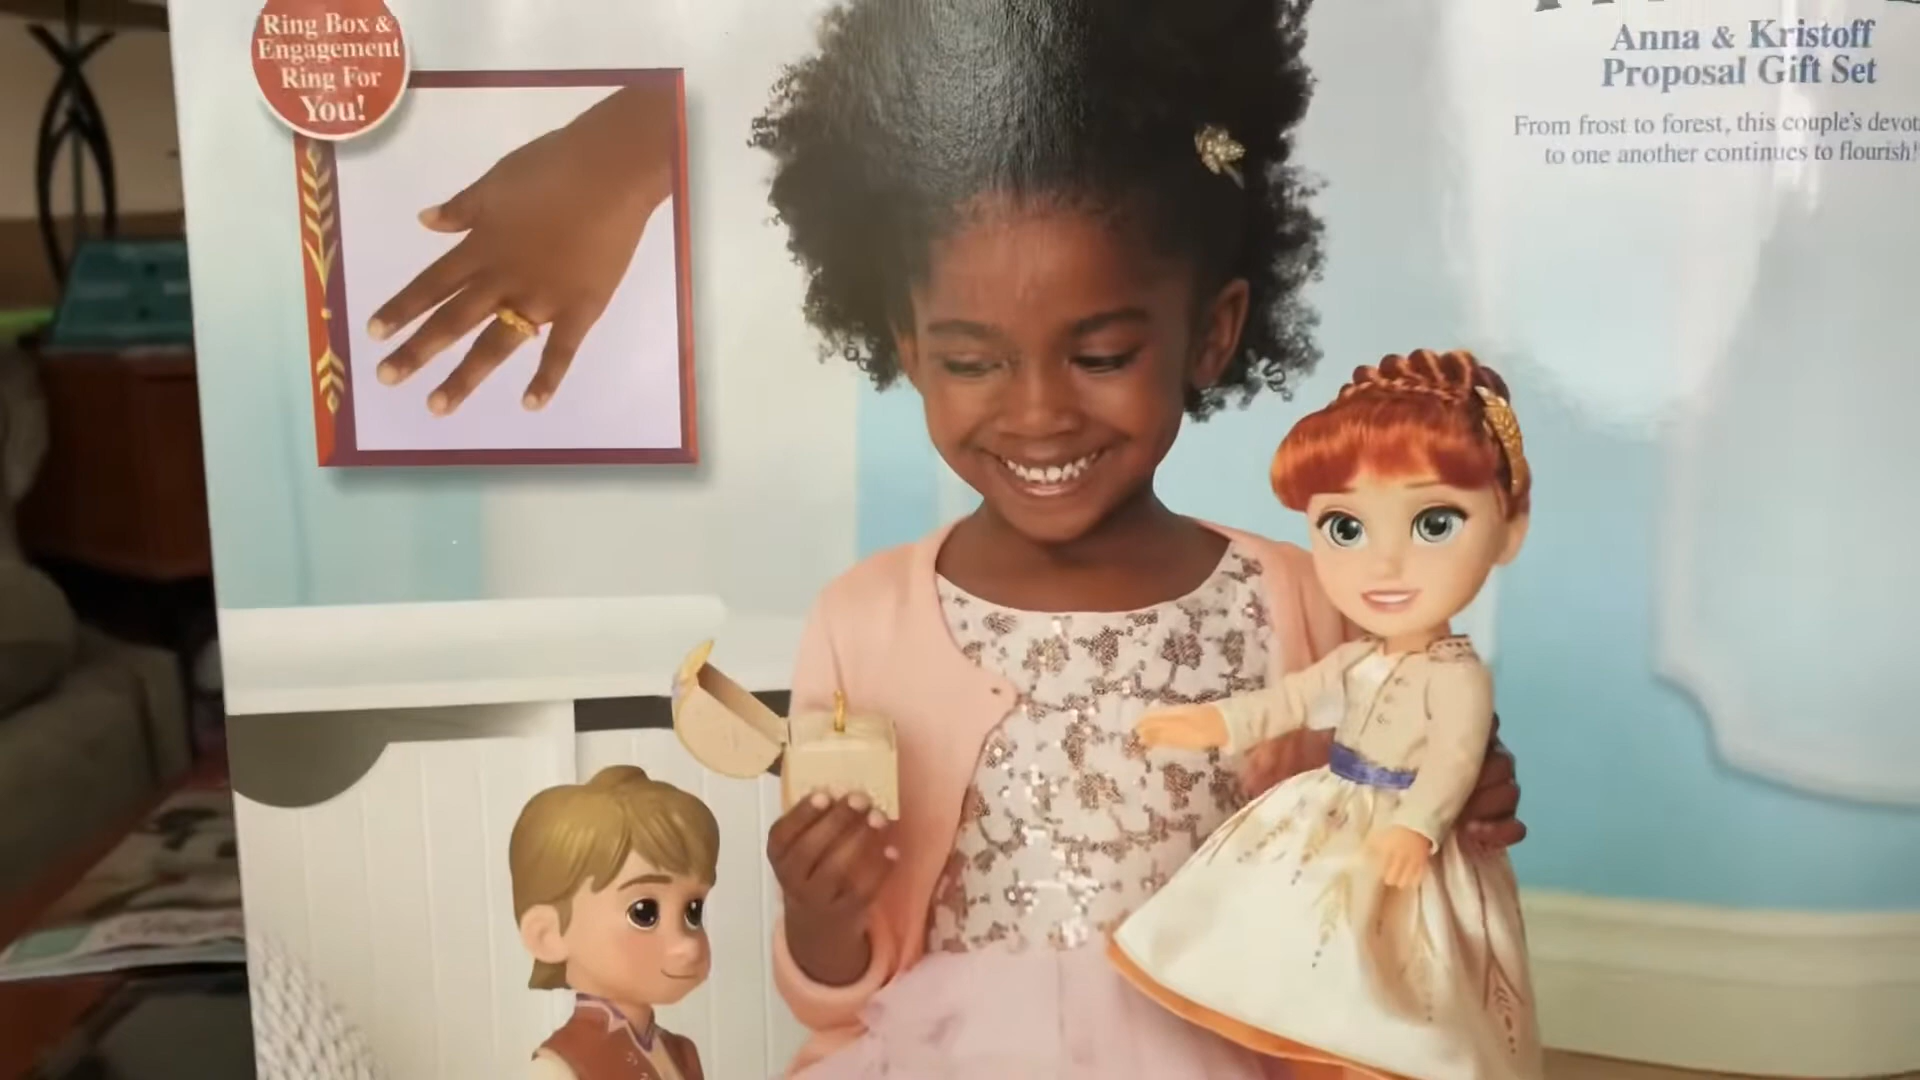 Ring Box &
Engagement
Ring For
You!
Anna & Kristoff
Proposal Gift Set
From frost to forest, this couple's
to one another continues to flourish!